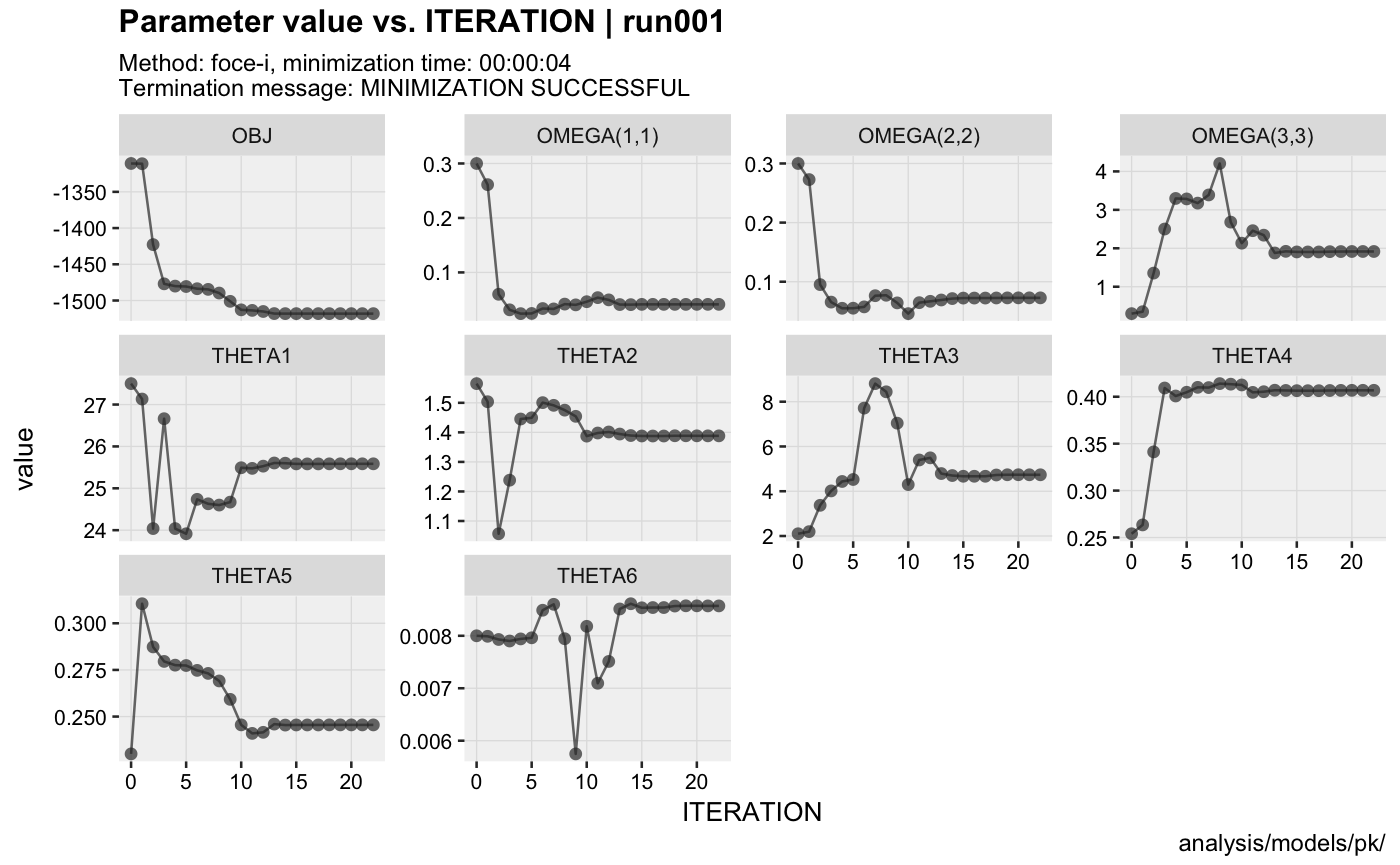 Parameter value vs. ITERATION | run001
Method: foce-i, minimization time: 00:00:04
Termination message: MINIMIZATION SUCCESSFUL
OBJ
OMEGA(1,1)
OMEGA(2,2)
OMEGA(3,3)
-1350
-1400
-1450
-1500
0.3
0.2
0.1
0.3
0.2
0.1
4
3
2
1
THETA1
THETA2
THETA3
THETA4
27
26
25
24
1.5
1.4
1.3
1.2
1.1
8
6
4
2
0 5 10 15 20
0.40
0.35
0.30
0.25
0 5 10 15 20
THETA5
THETA6
0.300
0.275
0.250
0 5 10 15 20
0.008
0.007
0.006
0 5 10 15 20
value
ITERATION
analysis/models/pk/